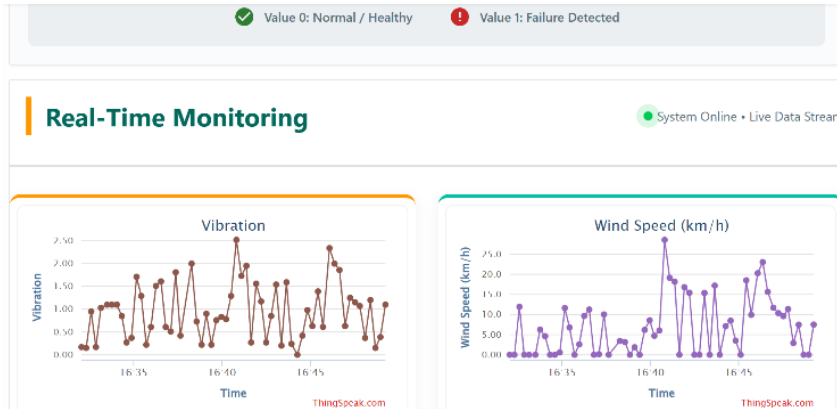 Value 0: Normal / Healthy
Value 1: Failure Detected
Real-Time Monitoring
System Online • Live Data Strear
Vibration
2.50
2.00
1.50
1.00
0.50
0.00
Vibration
16:35
16:40
16:45
Time
ThingSpeak.com
Wind Speed (km/h)
25.0
20.0
15.0
10.0
5.00
0.00
Wind Speed (km/h)
16:35
16:40
16:45
Time
ThingSpeak.com